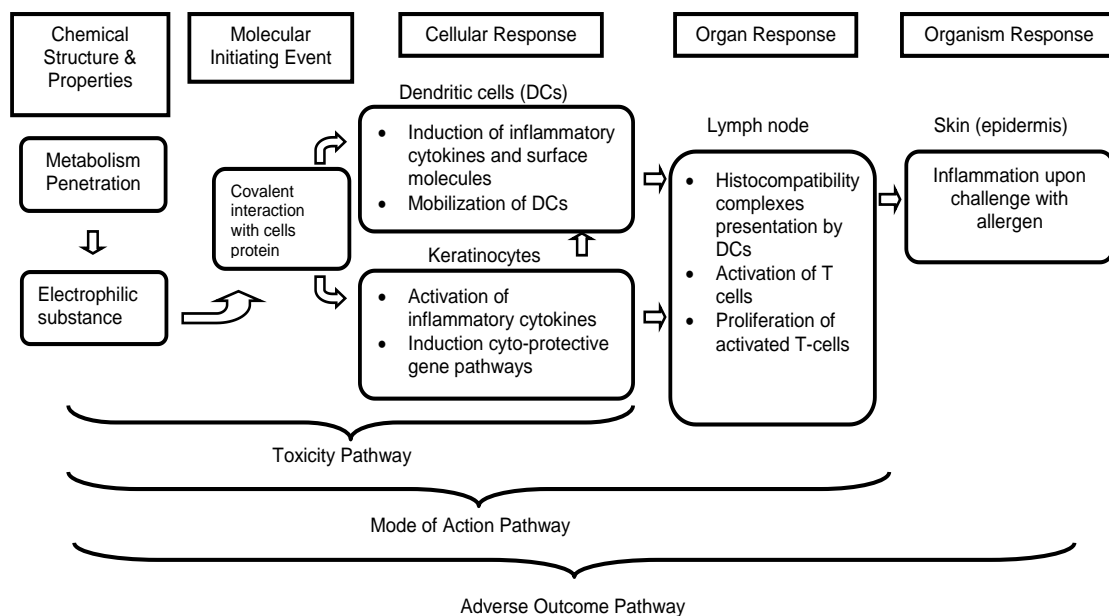 Chemical
Structure &
Properties
Molecular
Initiating Event
Cellular Response
Organ Response
Organism Response
Metabolism
Penetration
Electrophilic
substance
Covalent
interaction
with cells
protein
Dendritic cells (DCs)
• Induction of inflammatory
cytokines and surface
molecules
• Mobilization of DCs
Keratinocytes
• Activation of
inflammatory cytokines
• Induction cyto-protective
gene pathways
Lymph node
• Histocompatibility
complexes
presentation by
DCs
• Activation of T
cells
• Proliferation of
activated T-cells
Skin (epidermis)
Inflammation upon
challenge with
allergen
Toxicity Pathway
Mode of Action Pathway
Adverse Outcome Pathway